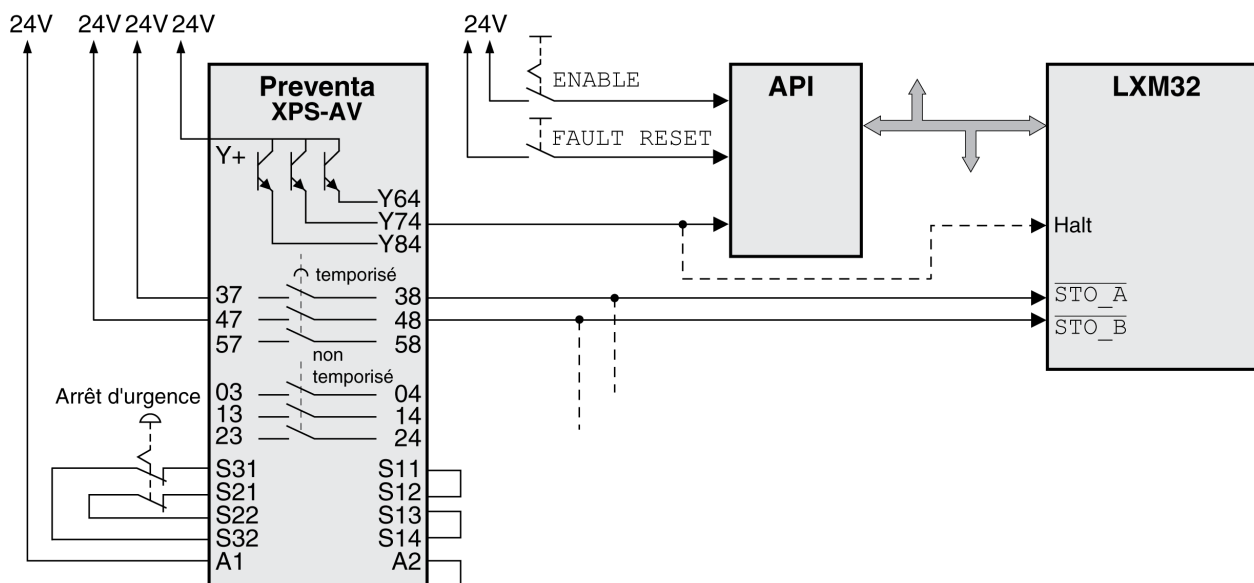 24V 24V 24V 24V 24V
Preventa
XPS-AV
API
LXM32
ENABLE
FAULT RESET
Y+
Y64
Y74
Y84
Halt
temporisé
37 38
STO_A
47 48
STO_B
57 58
non
temporisé
Arrêt d'urgence
03 04
13 14
23 24
S31 S11
S21 S12
S22 S13
S32 S14
A1 A2